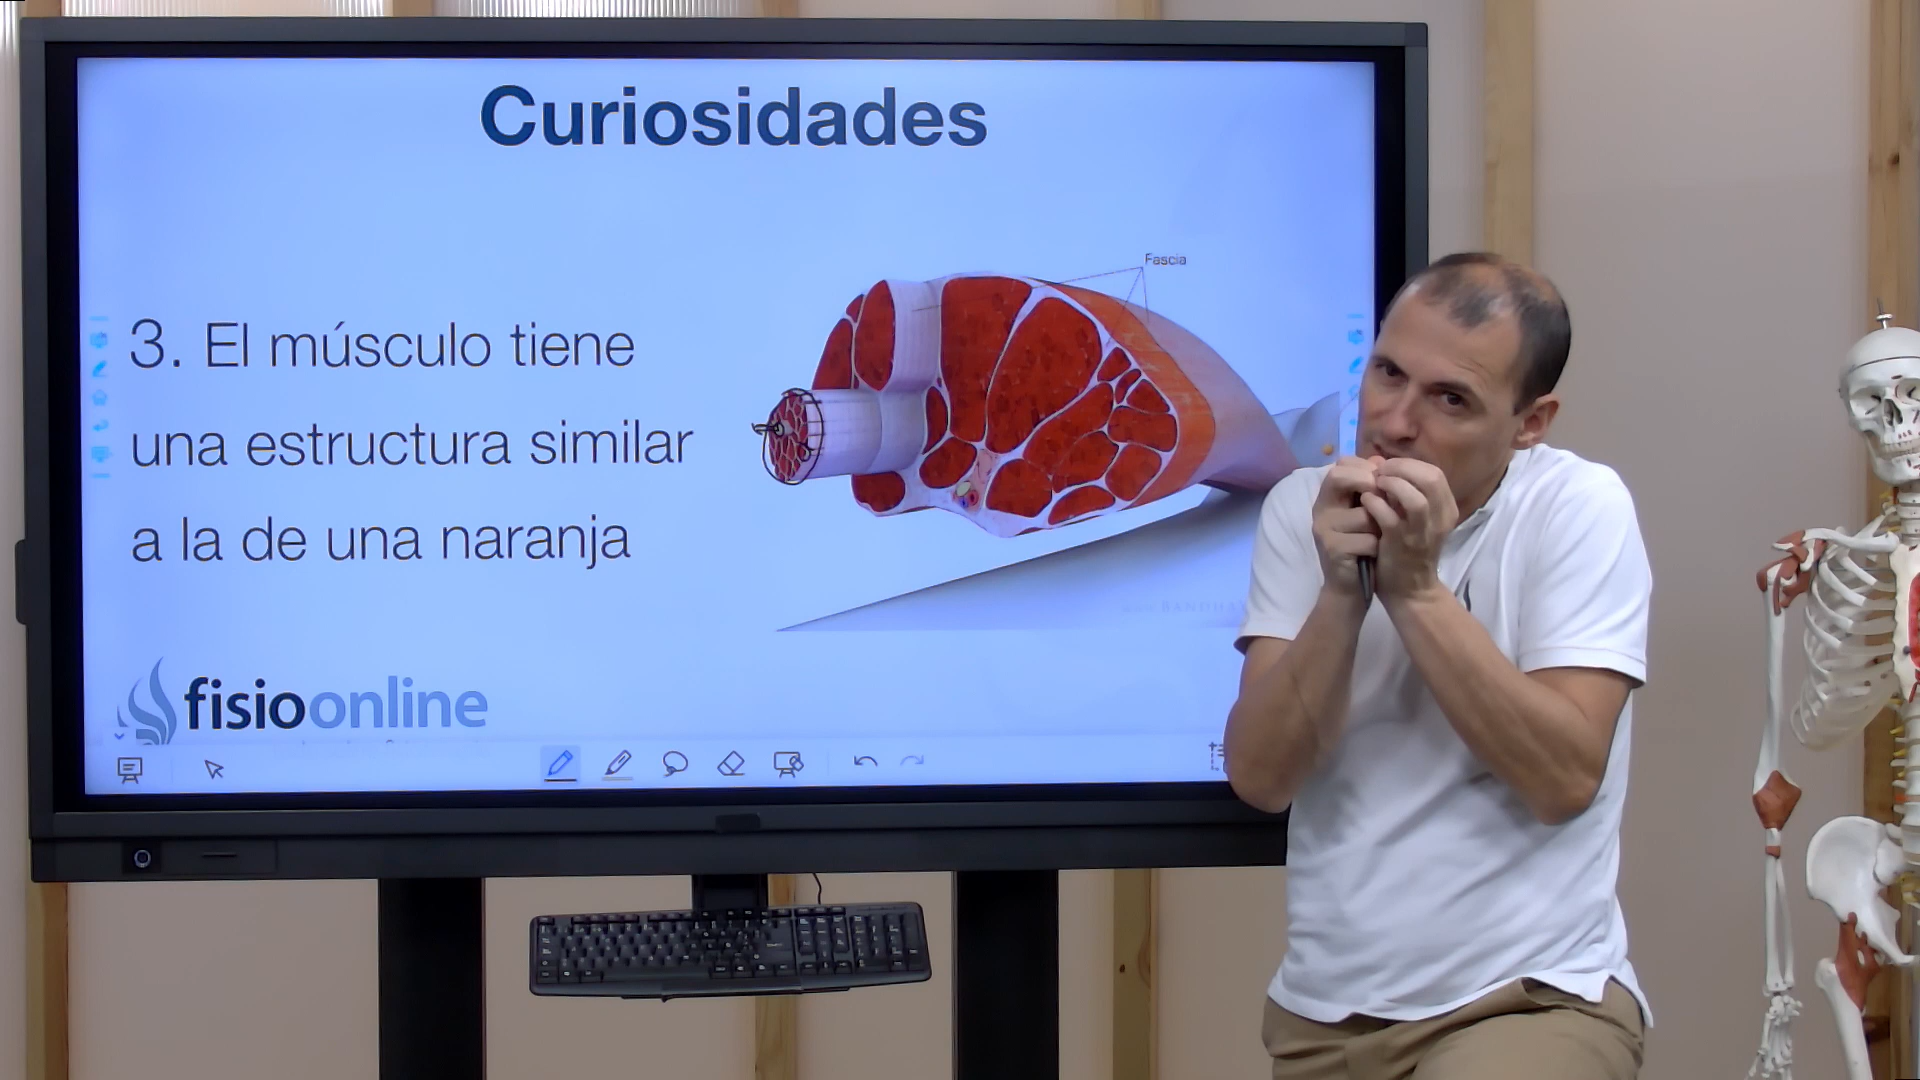 Curiosidades
Fascia
3. El músculo tiene
una estructura similar
a la de una naranja
fisioonline